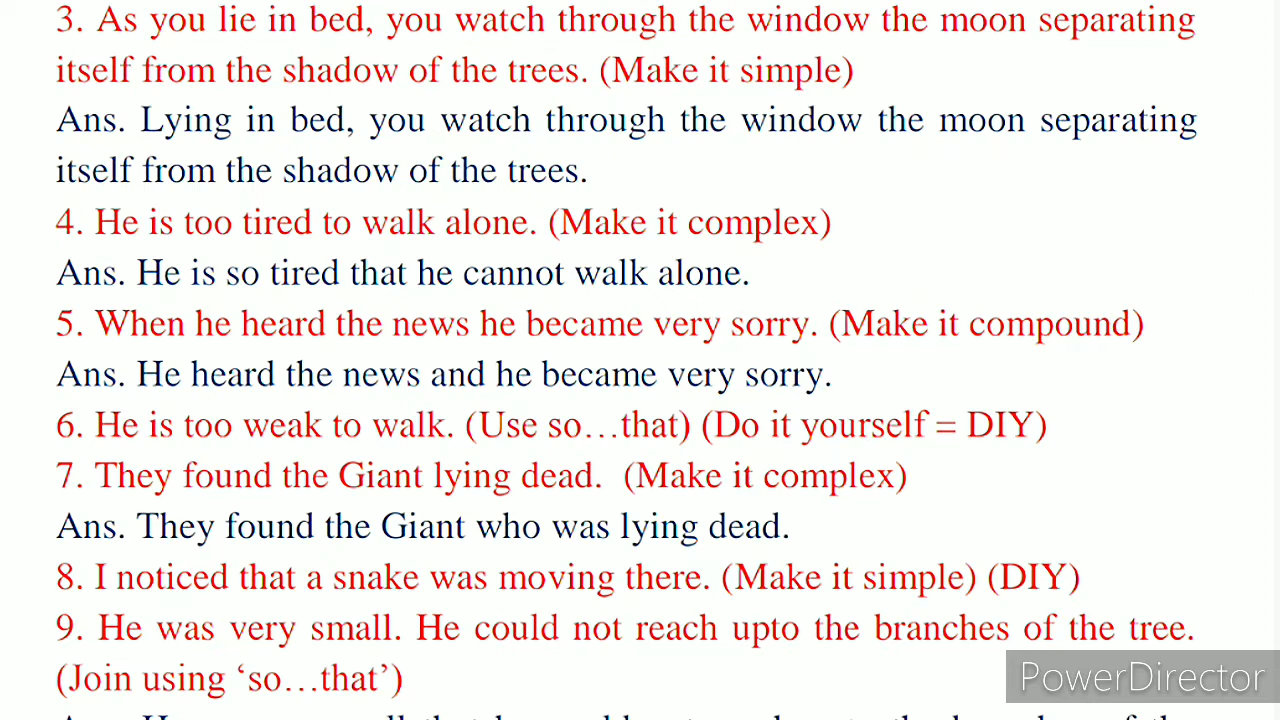 3. As you lie in bed, you watch through the window the moon separating
itself from the shadow of the trees. (Make it simple)
Ans. Lying in bed, you watch through the window the moon separating
itself from the shadow of the trees.
4. He is too tired to walk alone. (Make it complex)
Ans. He is so tired that he cannot walk alone.
5. When he heard the news he became very sorry. (Make it compound)
Ans. He heard the news and he became very sorry.
6. He is too weak to walk. (Use so…that) (Do it yourself = DIY)
7. They found the Giant lying dead.  (Make it complex)
Ans. They found the Giant who was lying dead.
8. I noticed that a snake was moving there. (Make it simple) (DIY)
9. He was very small. He could not reach upto the branches of the tree.
(Join using ‘so…that’)
PowerDirector